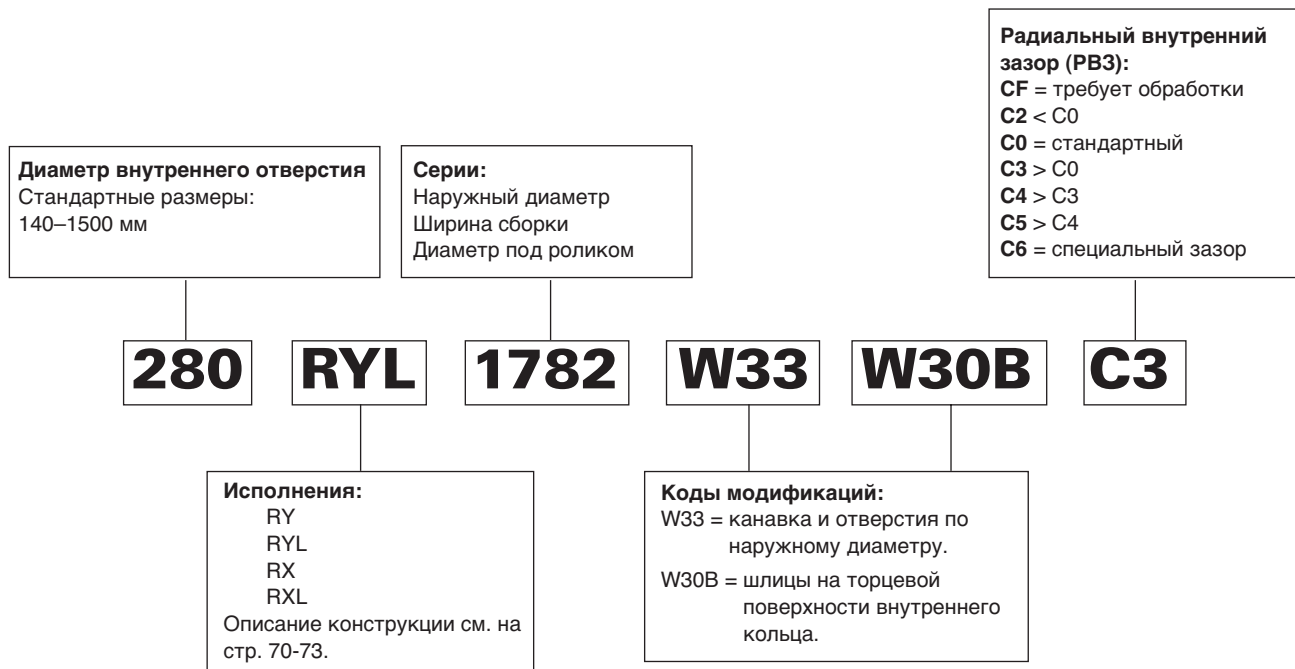 Радиальный внутренний
зазор (РВЗ):
CF = требует обработки
C2 < C0
C0 = стандартный
C3 > C0
C4 > C3
C5 > C4
C6 = специальный зазор
Диаметр внутреннего отверстия
Стандартные размеры:
140–1500 мм
Серии:
Наружный диаметр
Ширина сборки
Диаметр под роликом
280 RYL 1782 W33 W30B C3
Исполнения:
RY
RYL
RX
RXL
Описание конструкции см. на
стр. 70-73.
Коды модификаций:
W33 = канавка и отверстия по
наружному диаметру.
W30B = шлицы на торцевой
поверхности внутреннего
кольца.